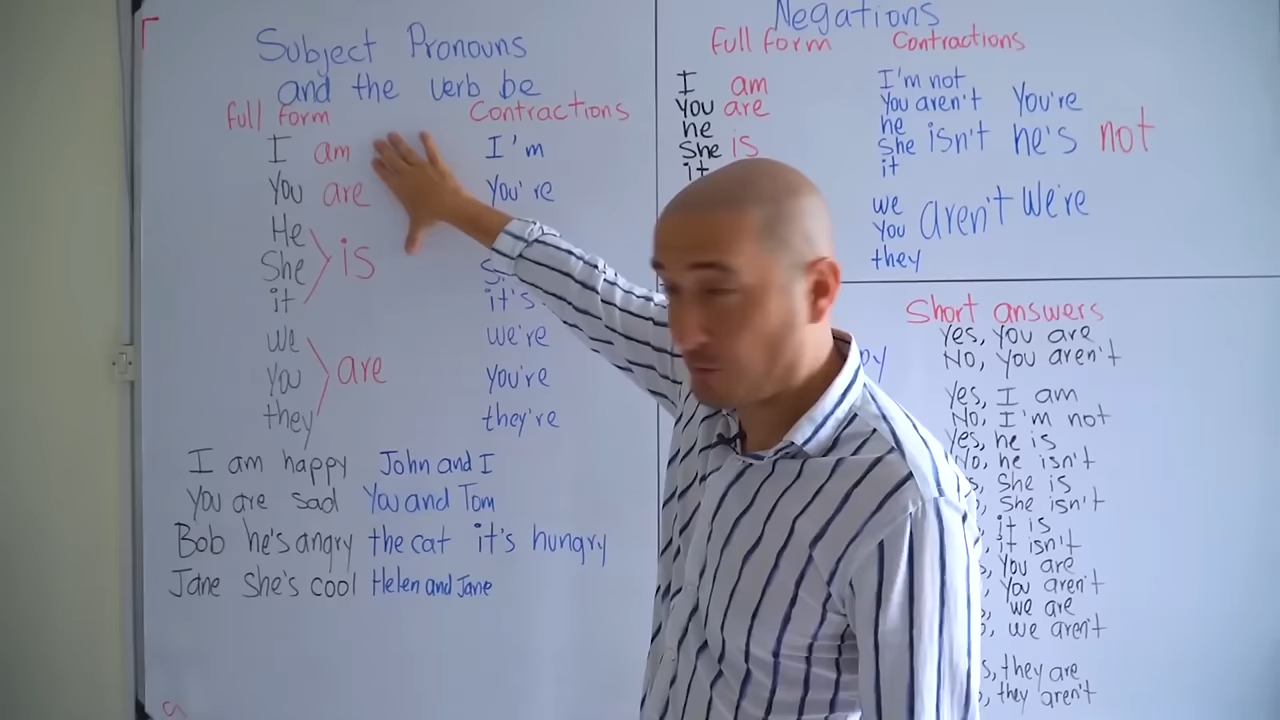 Subject Pronouns
and the verb be
full form Contractions
I am I'm
You are You're
He
She is
it it's
we we're
You are you're
they they're
I am happy John and I
You are sad You and Tom
Bob he's angry the cat it's hungry
Jane she's cool Helen and Jane
Negations
full form Contractions
I am I'm not
You are You aren't You're
he he
She is She isn't he's not
it it
we
You aren't We're
they
Short answers
Yes, You are
No, you aren't
Yes, I am
No, I'm not
Yes, he is
No, he isn't
She is
She isn't
it is
it isn't
You are
You aren't
we are
we aren't
they are
they aren't